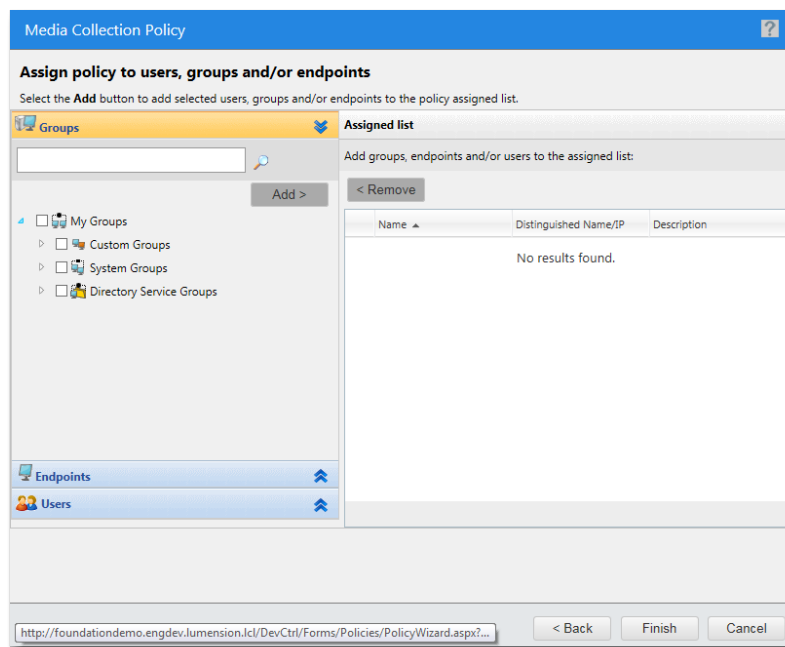 Media Collection Policy
?
Assign policy to users, groups and/or endpoints
Select the Add button to add selected users, groups and/or endpoints to the policy assigned list.
Groups
Add >
My Groups
Custom Groups
System Groups
Directory Service Groups
Endpoints
Users
Assigned list
Add groups, endpoints and/or users to the assigned list:
< Remove
Name Distinguished Name/IP Description
No results found.
http://foundationdemo.engdev.lumension.lcl/DevCtrl/Forms/Policies/PolicyWizard.aspx?...
< Back Finish Cancel